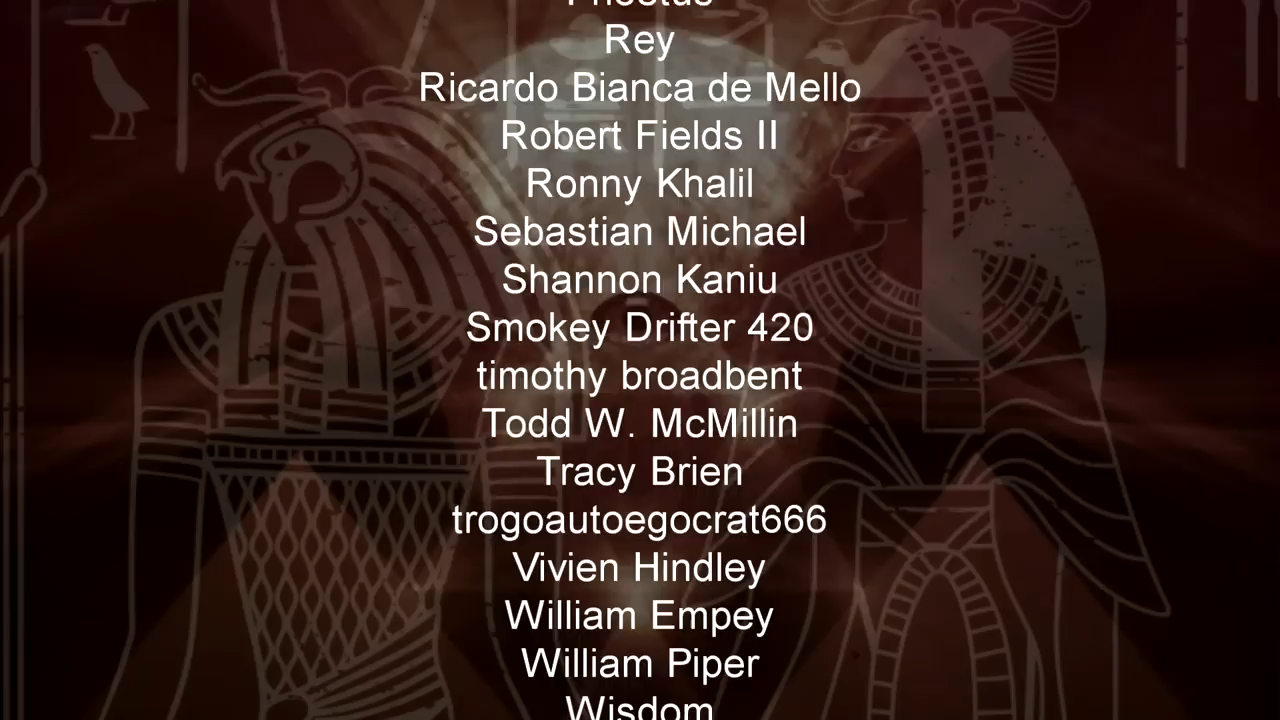 Rey
Ricardo Bianca de Mello
Robert Fields II
Ronny Khalil
Sebastian Michael
Shannon Kaniu
Smokey Drifter 420
timothy broadbent
Todd W. McMillin
Tracy Brien
trogoautoegocrat666
Vivien Hindley
William Empey
William Piper
Wisdom